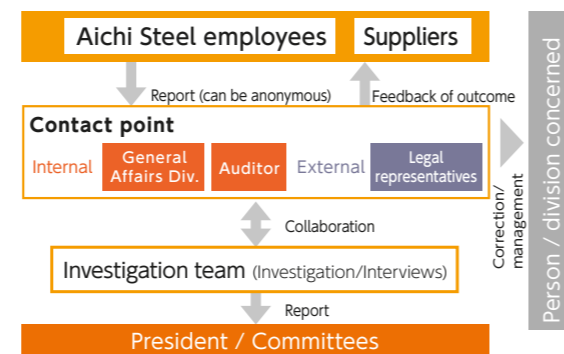 Aichi Steel employees
Suppliers
Report (can be anonymous)
Feedback of outcome
Contact point
Internal
General
Affairs Div.
Auditor
External
Legal
representatives
Correction/
management
Person / division concerned
Collaboration
Investigation team (Investigation/Interviews)
Report
President / Committees